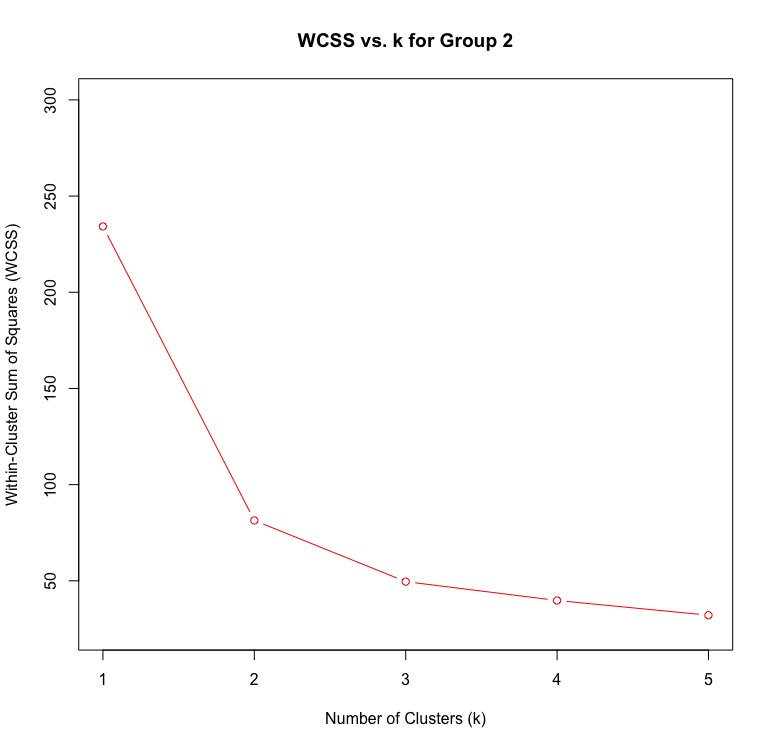 WCSS vs. k for Group 2
Within-Cluster Sum of Squares (WCSS)
300
250
200
150
100
50
1 2 3 4 5
Number of Clusters (k)